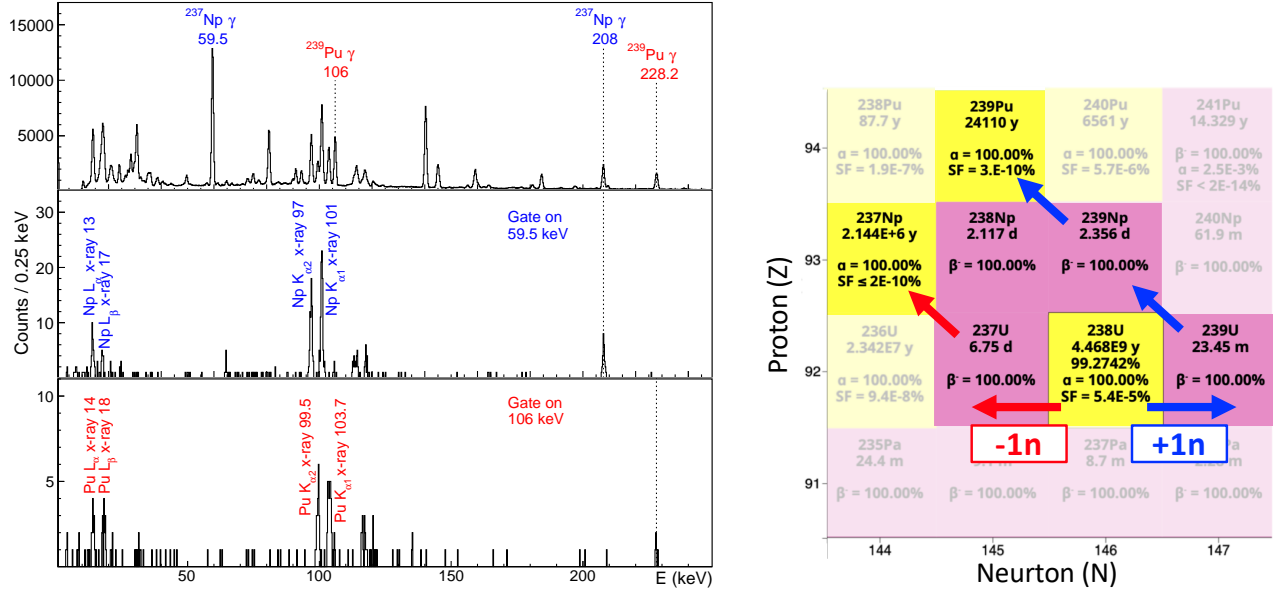 15000
10000
5000
237Np γ
59.5
239Pu γ
106
237Np γ
208
239Pu γ
228.2
30
20
10
Np Lα x-ray 13
Np Lβ x-ray 17
Np Kα2 x-ray 97
Np Kα1 x-ray 101
Gate on
59.5 keV
Counts / 0.25 keV
10
5
Pu Lα x-ray 14
Pu Lβ x-ray 18
Pu Kα2 x-ray 99.5
Pu Kα1 x-ray 103.7
Gate on
106 keV
50
100
150
200
E (keV)
Proton (Z)
94
93
92
91
238Pu
87.7 y
α = 100.00%
SF = 1.9E-7%
239Pu
24110 y
α = 100.00%
SF = 3.E-10%
240Pu
6561 y
α = 100.00%
SF = 5.7E-6%
241Pu
14.329 y
β⁻ = 100.00%
α = 2.5E-3%
SF < 2E-14%
237Np
2.144E+6 y
α = 100.00%
SF ≤ 2E-10%
238Np
2.117 d
β⁻ = 100.00%
239Np
2.356 d
β⁻ = 100.00%
240Np
61.9 m
β⁻ = 100.00%
236U
2.342E7 y
α = 100.00%
SF = 9.4E-8%
237U
6.75 d
β⁻ = 100.00%
238U
4.468E9 y
99.2742%
α = 100.00%
SF = 5.4E-5%
239U
23.45 m
β⁻ = 100.00%
-1n
+1n
235Pa
24.4 m
β⁻ = 100.00%
β⁻ = 100.00%
237Pa
8.7 m
β⁻ = 100.00%
β⁻ = 100.00%
144
145
146
147
Neurton (N)